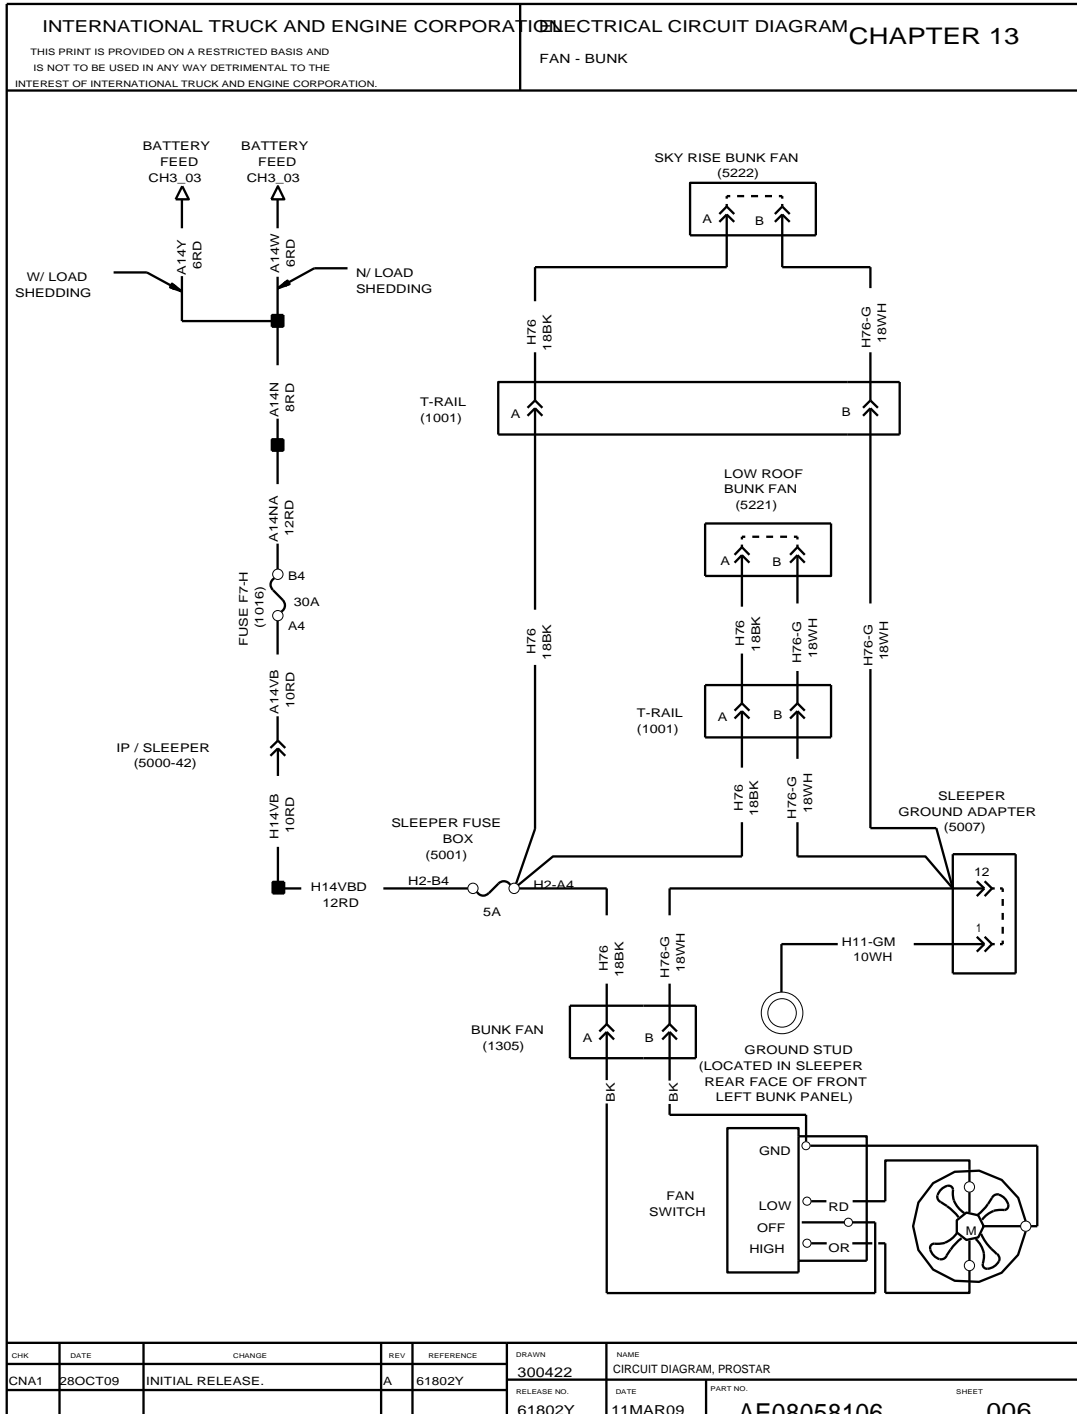 INTERNATIONAL TRUCK AND ENGINE CORPORATION
ELECTRICAL CIRCUIT DIAGRAM
CHAPTER 13
THIS PRINT IS PROVIDED ON A RESTRICTED BASIS AND
IS NOT TO BE USED IN ANY WAY DETRIMENTAL TO THE
INTEREST OF INTERNATIONAL TRUCK AND ENGINE CORPORATION.
FAN - BUNK
BATTERY
FEED
CH3_03
BATTERY
FEED
CH3_03
A14Y
6RD
A14W
6RD
W/ LOAD
SHEDDING
N/ LOAD
SHEDDING
A14N
8RD
A14NA
12RD
FUSE F7-H
(1016)
B4
30A
A4
A14VB
10RD
IP / SLEEPER
(5000-42)
H14VB
10RD
H14VBD
12RD
SLEEPER FUSE
BOX
(5001)
H2-B4
H2-A4
5A
SKY RISE BUNK FAN
(5222)
A
B
H76
18BK
H76-G
18WH
T-RAIL
(1001)
A
B
H76
18BK
H76-G
18WH
LOW ROOF
BUNK FAN
(5221)
A
B
H76
18BK
H76-G
18WH
T-RAIL
(1001)
A
B
H76
18BK
H76-G
18WH
SLEEPER
GROUND ADAPTER
(5007)
12
1
H11-GM
10WH
H76
18BK
H76-G
18WH
BUNK FAN
(1305)
A
B
BK
BK
GROUND STUD
(LOCATED IN SLEEPER
REAR FACE OF FRONT
LEFT BUNK PANEL)
FAN
SWITCH
GND
LOW
RD
OFF
HIGH
OR
M
CHK DATE CHANGE REV REFERENCE
CNA1 28OCT09 INITIAL RELEASE. A 61802Y
DRAWN
300422
NAME
CIRCUIT DIAGRAM, PROSTAR
RELEASE NO.
61802Y
DATE
11MAR09
PART NO.
AE08058106
SHEET
006